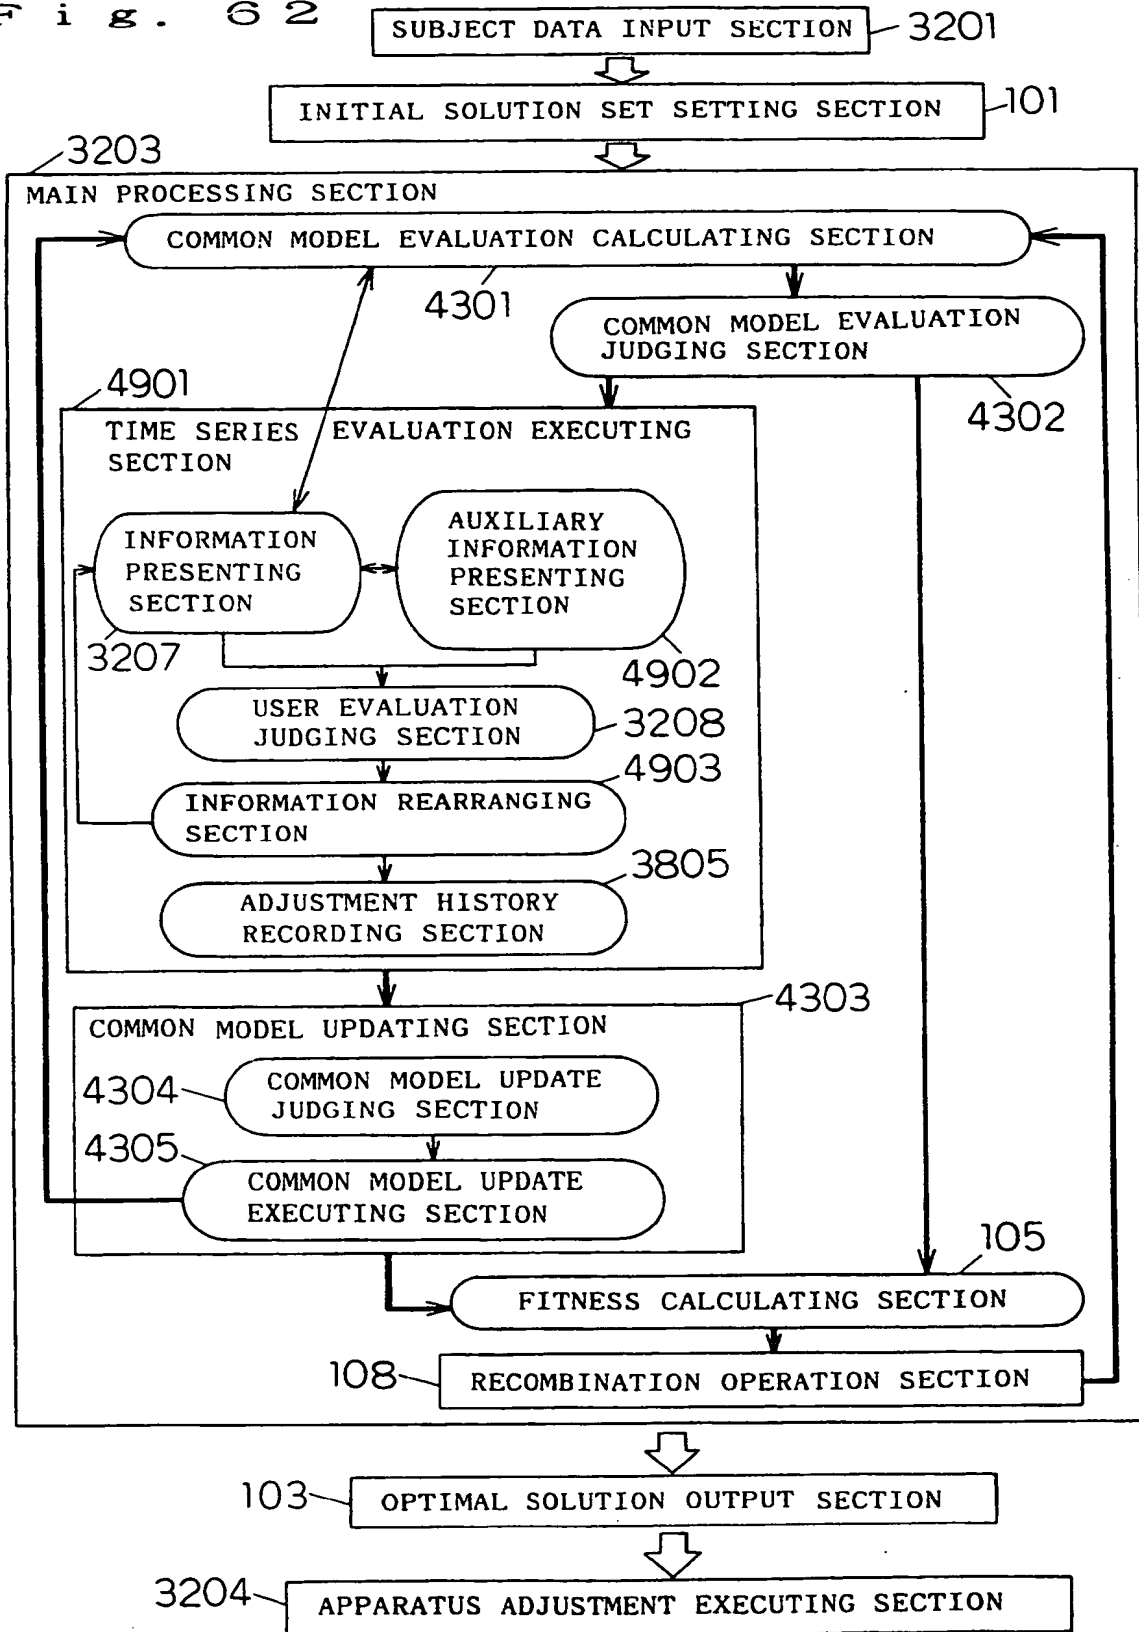 Fig. 62
SUBJECT DATA INPUT SECTION
3201
INITIAL SOLUTION SET SETTING SECTION
101
3203
MAIN PROCESSING SECTION
COMMON MODEL EVALUATION CALCULATING SECTION
4301
COMMON MODEL EVALUATION
JUDGING SECTION
4302
4901
TIME SERIES EVALUATION EXECUTING
SECTION
INFORMATION
PRESENTING
SECTION
3207
AUXILIARY
INFORMATION
PRESENTING
SECTION
4902
USER EVALUATION
JUDGING SECTION
3208
4903
INFORMATION REARRANGING
SECTION
3805
ADJUSTMENT HISTORY
RECORDING SECTION
4303
COMMON MODEL UPDATING SECTION
4304
COMMON MODEL UPDATE
JUDGING SECTION
4305
COMMON MODEL UPDATE
EXECUTING SECTION
105
FITNESS CALCULATING SECTION
108
RECOMBINATION OPERATION SECTION
103
OPTIMAL SOLUTION OUTPUT SECTION
3204
APPARATUS ADJUSTMENT EXECUTING SECTION